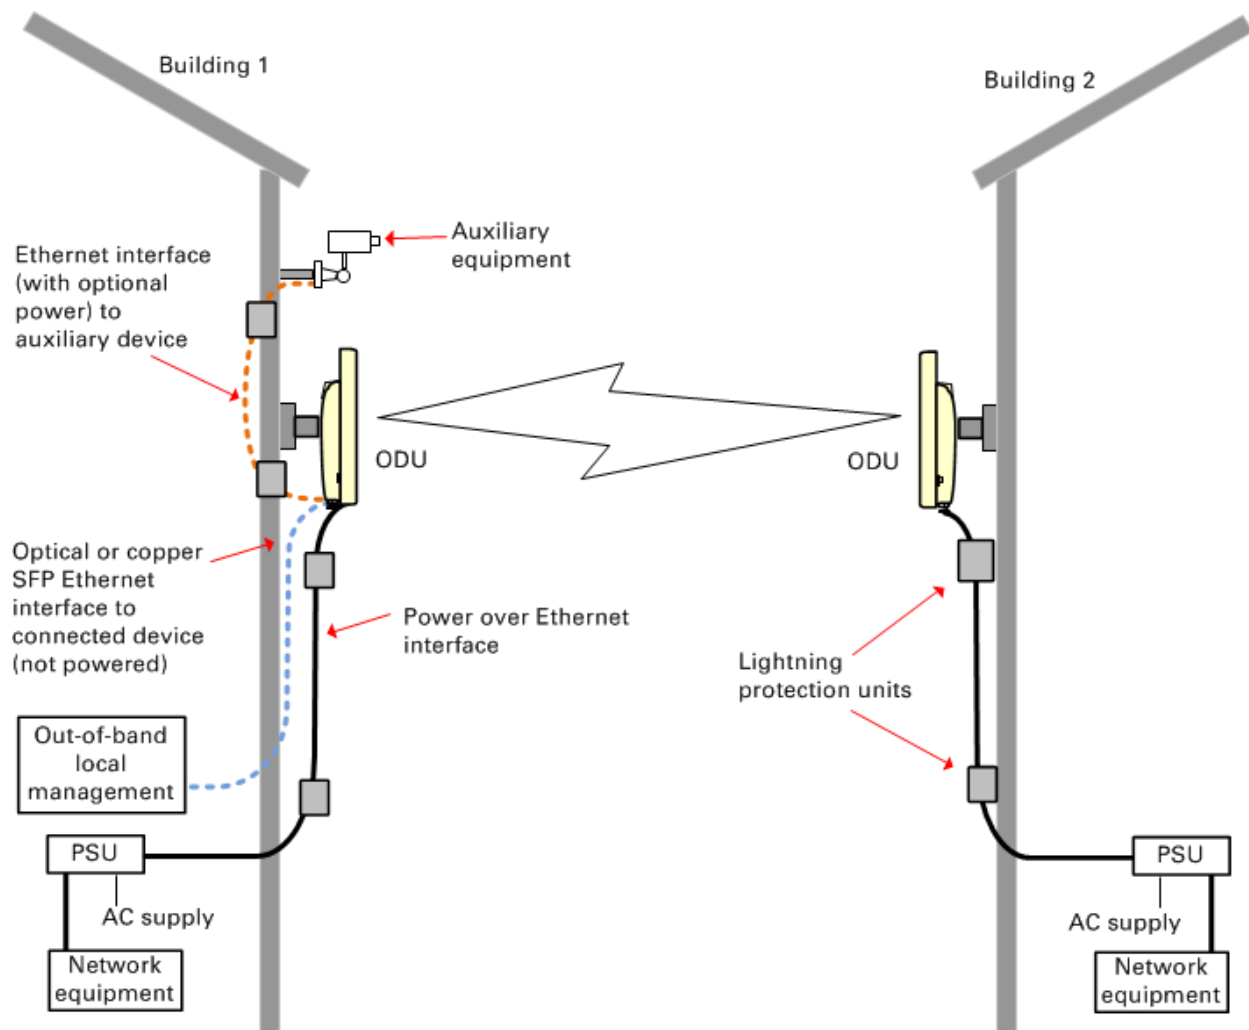 Building 1
Building 2
Auxiliary
equipment
Ethernet interface
(with optional
power) to
auxiliary device
ODU
ODU
Optical or copper
SFP Ethernet
interface to
connected device
(not powered)
Power over Ethernet
interface
Lightning
protection units
Out-of-band
local
management
PSU
AC supply
Network
equipment
PSU
AC supply
Network
equipment